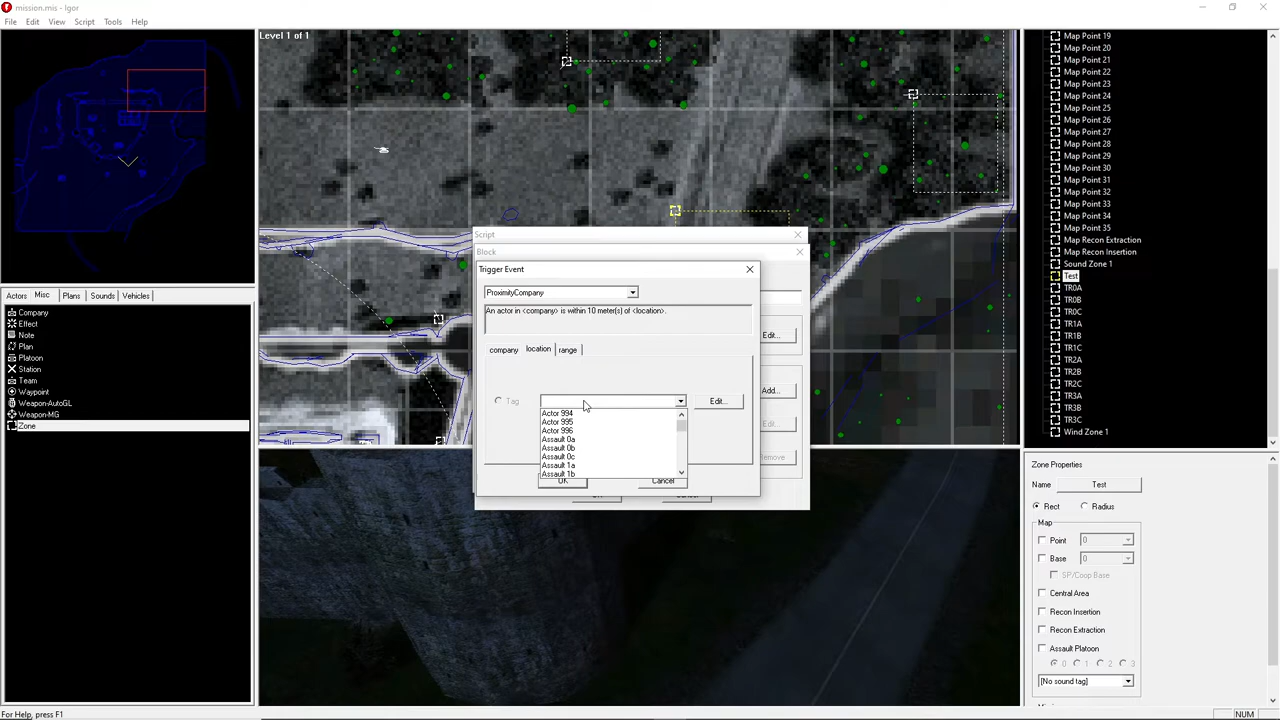 mission.mis - Igor
File Edit View Script Tools Help
Level 1 of 1
Actors Misc Plans Sounds Vehicles
Company
Effect
Note
Plan
Platoon
Station
Team
Waypoint
Weapon-AutoGL
Weapon-MG
Zone
Script
Block
Trigger Event
ProximityCompany
An actor in <company> is within 10 meter(s) of <location>.
company location range
Tag
Edit...
Actor 994
Actor 995
Actor 996
Assault 0a
Assault 0b
Assault 0c
Assault 1a
Assault 1b
OK Cancel
Edit...
Add...
Edit...
Map Point 19
Map Point 20
Map Point 21
Map Point 22
Map Point 23
Map Point 24
Map Point 25
Map Point 26
Map Point 27
Map Point 28
Map Point 29
Map Point 30
Map Point 31
Map Point 32
Map Point 33
Map Point 34
Map Point 35
Map Recon Extraction
Map Recon Insertion
Sound Zone 1
Test
TR0A
TR0B
TR0C
TR1A
TR1B
TR1C
TR2A
TR2B
TR2C
TR3A
TR3B
TR3C
Wind Zone 1
Zone Properties
Name Test
Rect Radius
Map
Point 0
Base 0
SP/Coop Base
Central Area
Recon Insertion
Recon Extraction
Assault Platoon
0 1 2 3
[No sound tag]
For Help, press F1
NUM